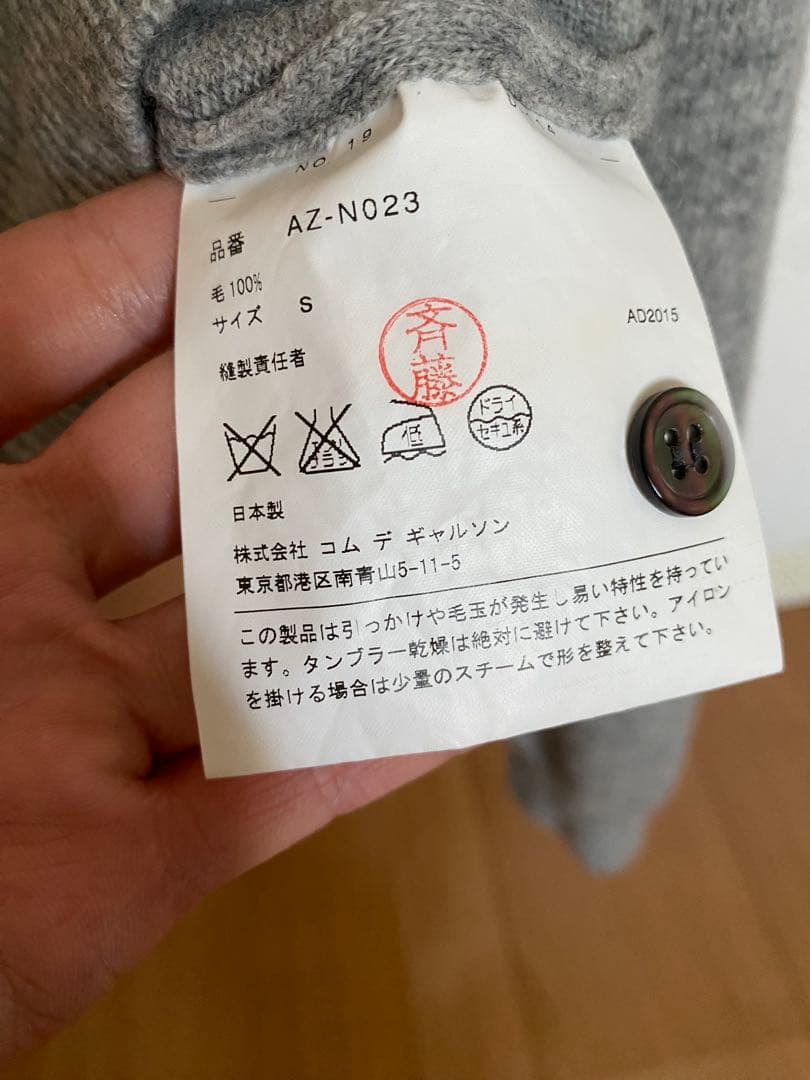 NO 19
品番 AZ-N023
毛100%
サイズ S
AD2015
縫製責任者 斉藤
低 ドライ
セキユ系
日本製
株式会社 コム デ ギャルソン
東京都港区南青山5-11-5
この製品は引っかけや毛玉が発生し易い特性を持ってい
ます。タンブラー乾燥は絶対に避けて下さい。アイロン
を掛ける場合は少量のスチームで形を整えて下さい。